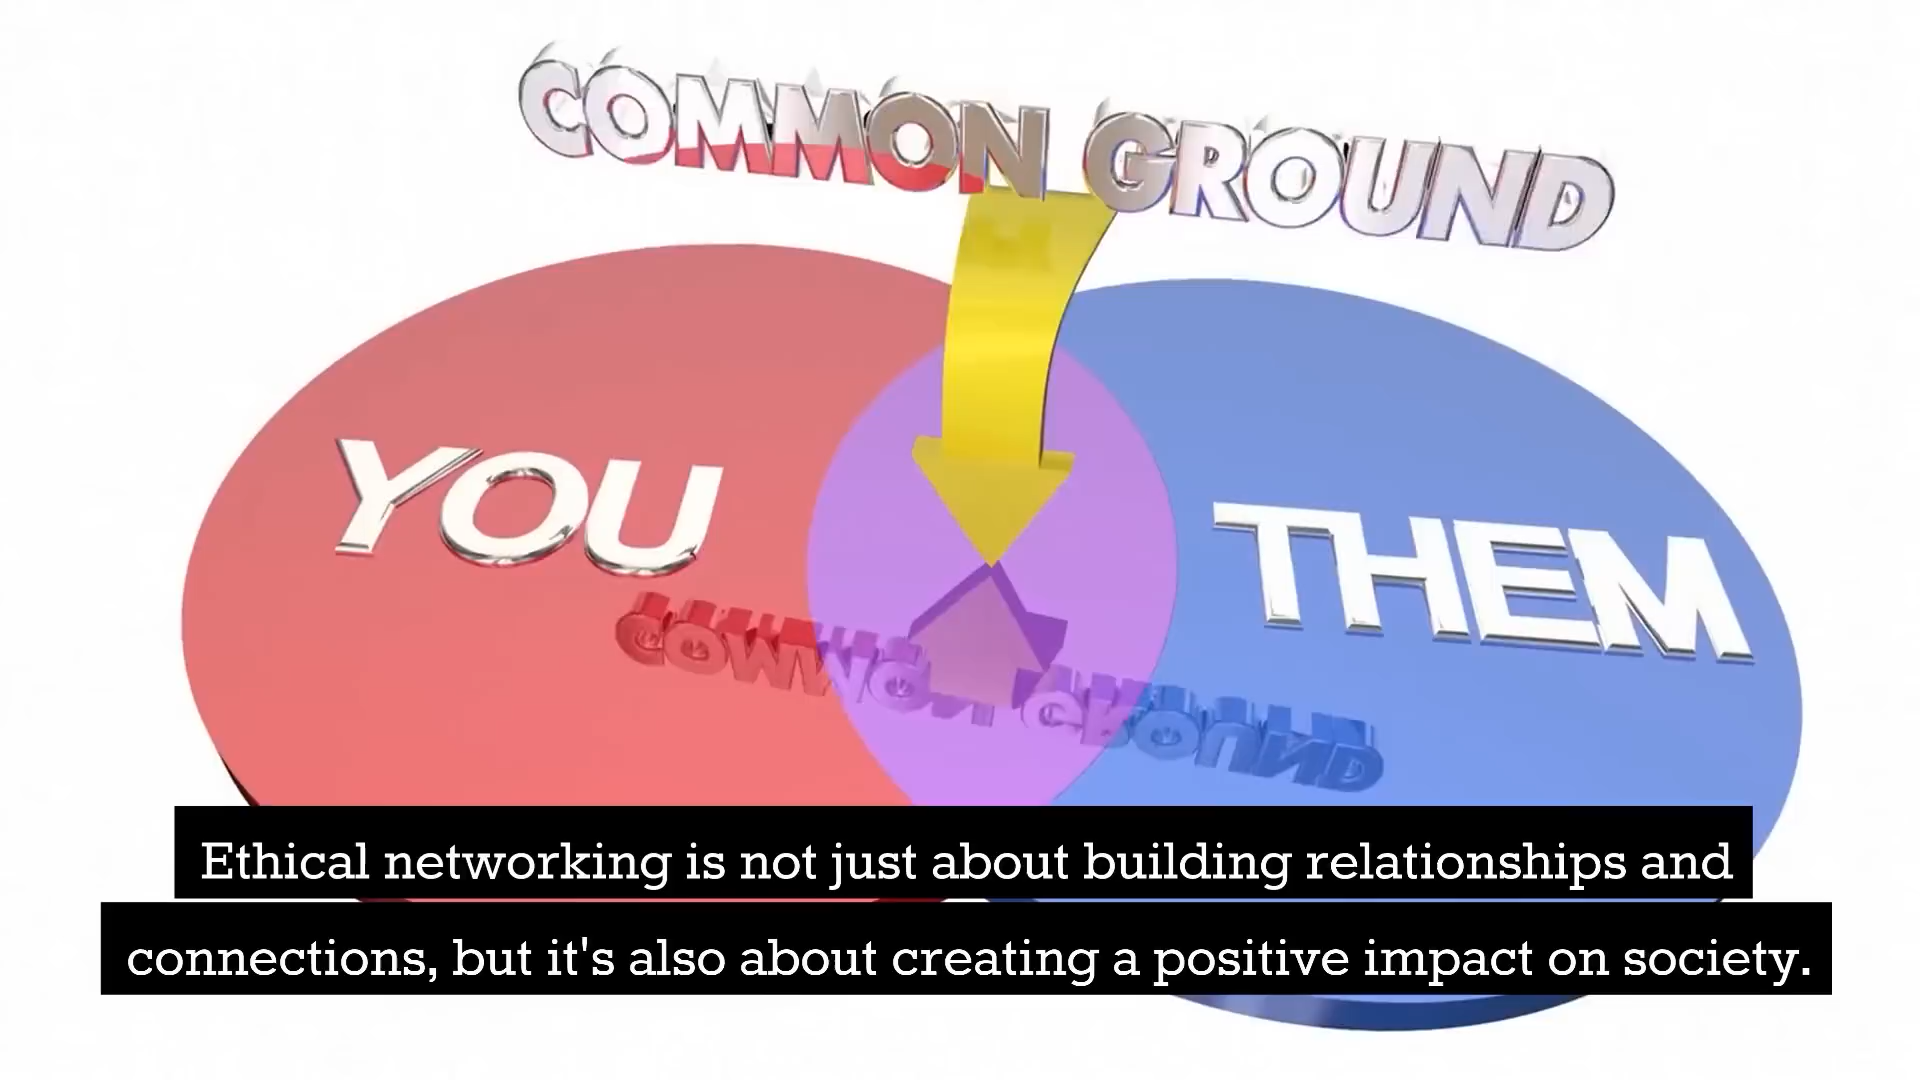 COMMON GROUND
YOU
THEM
Ethical networking is not just about building relationships and
connections, but it's also about creating a positive impact on society.